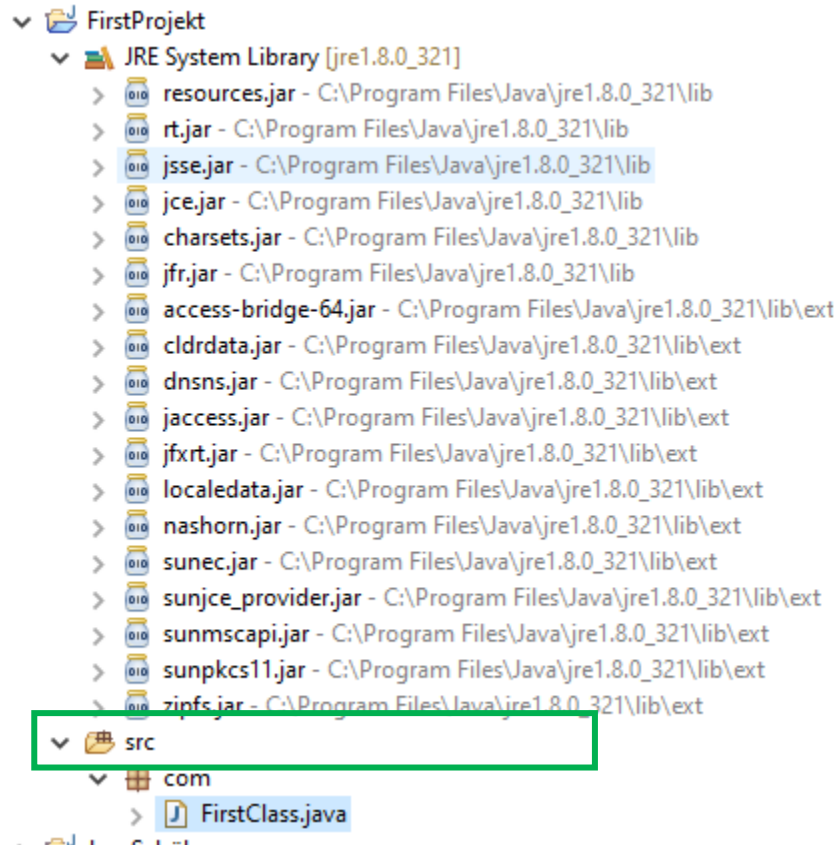 FirstProjekt
JRE System Library [jre1.8.0_321]
resources.jar - C:\Program Files\Java\jre1.8.0_321\lib
rt.jar - C:\Program Files\Java\jre1.8.0_321\lib
jsse.jar - C:\Program Files\Java\jre1.8.0_321\lib
jce.jar - C:\Program Files\Java\jre1.8.0_321\lib
charsets.jar - C:\Program Files\Java\jre1.8.0_321\lib
jfr.jar - C:\Program Files\Java\jre1.8.0_321\lib
access-bridge-64.jar - C:\Program Files\Java\jre1.8.0_321\lib\ext
cldrdata.jar - C:\Program Files\Java\jre1.8.0_321\lib\ext
dnsns.jar - C:\Program Files\Java\jre1.8.0_321\lib\ext
jaccess.jar - C:\Program Files\Java\jre1.8.0_321\lib\ext
jfxrt.jar - C:\Program Files\Java\jre1.8.0_321\lib\ext
localedata.jar - C:\Program Files\Java\jre1.8.0_321\lib\ext
nashorn.jar - C:\Program Files\Java\jre1.8.0_321\lib\ext
sunec.jar - C:\Program Files\Java\jre1.8.0_321\lib\ext
sunjce_provider.jar - C:\Program Files\Java\jre1.8.0_321\lib\ext
sunmscapi.jar - C:\Program Files\Java\jre1.8.0_321\lib\ext
sunpkcs11.jar - C:\Program Files\Java\jre1.8.0_321\lib\ext
zipfs.jar - C:\Program Files\Java\jre1.8.0_321\lib\ext
src
com
FirstClass.java